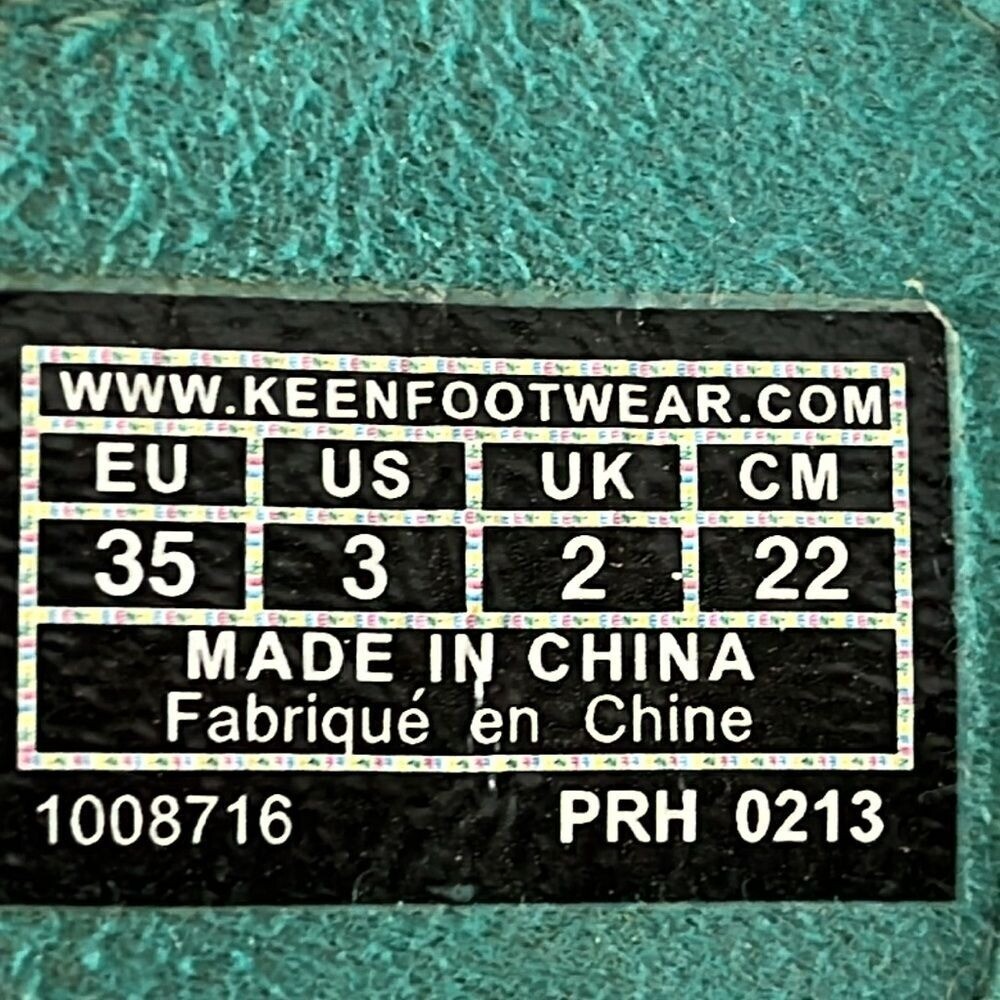 WWW.KEENFOOTWEAR.COM
EU US UK CM
35 3 2 22
MADE IN CHINA
Fabriqué en Chine
1008716 PRH 0213